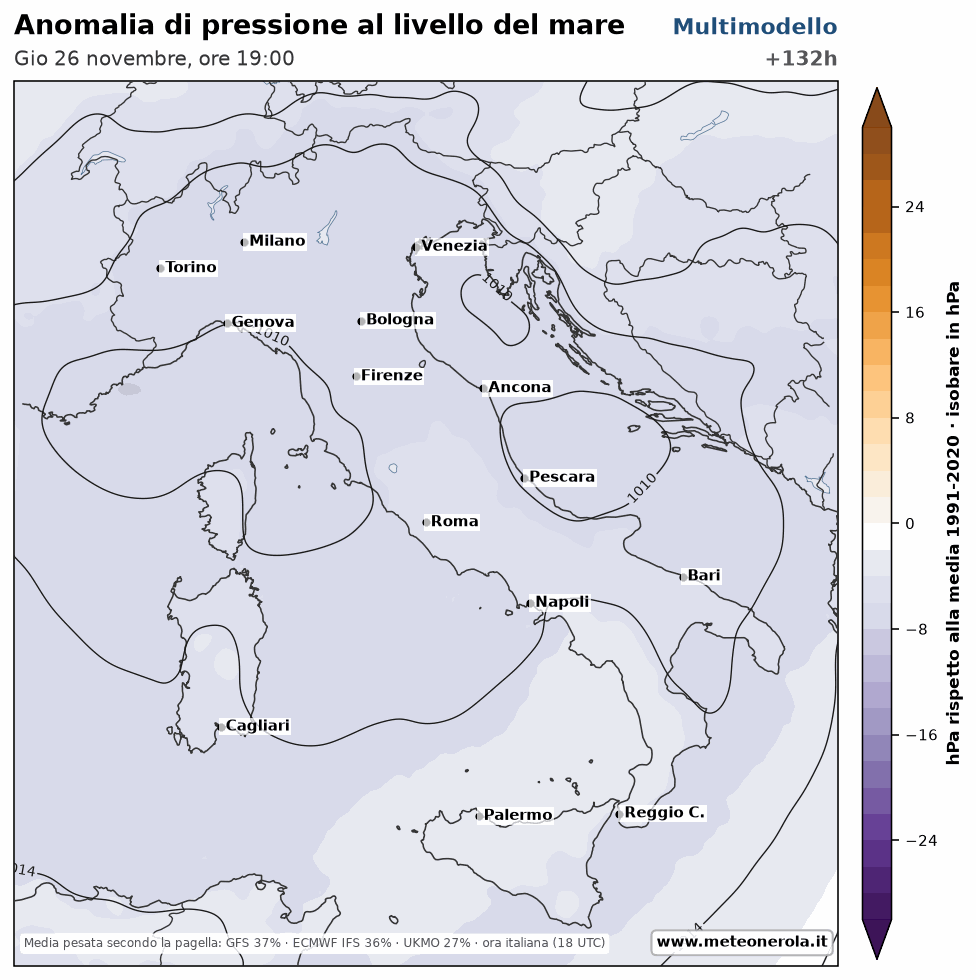 Anomalia di pressione al livello del mare
Multimodello
Gio 26 novembre, ore 19:00
+132h
Milano
Venezia
Torino
1010
Genova
Bologna
1010
Firenze
Ancona
Pescara
1010
Roma
Bari
Napoli
Cagliari
Palermo
Reggio C.
014
4
Media pesata secondo la pagella: GFS 37% · ECMWF IFS 36% · UKMO 27% · ora italiana (18 UTC)
www.meteonerola.it
24
16
8
0
−8
−16
−24
hPa rispetto alla media 1991-2020 · isobare in hPa